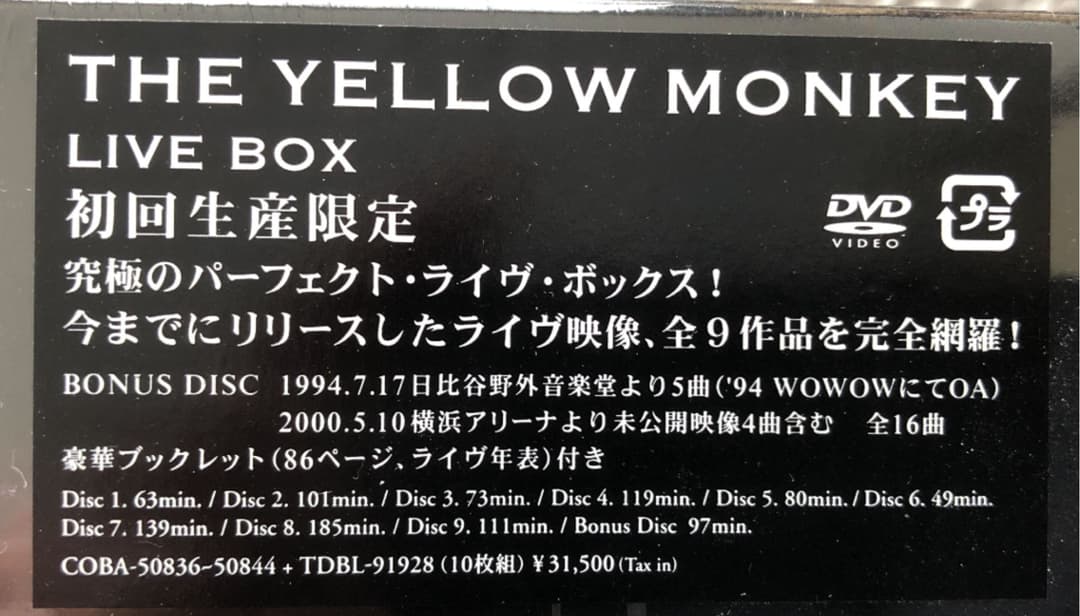 THE YELLOW MONKEY
LIVE BOX
初回生産限定
DVD
VIDEO
プラ
究極のパーフェクト・ライヴ・ボックス!
今までにリリースしたライヴ映像、全9作品を完全網羅!
BONUS DISC 1994.7.17日比谷野外音楽堂より5曲('94 WOWOWにてOA)
2000.5.10横浜アリーナより未公開映像4曲含む 全16曲
豪華ブックレット(86ページ、ライヴ年表)付き
Disc 1. 63min. / Disc 2. 101min. / Disc 3. 73min. / Disc 4. 119min. / Disc 5. 80min. / Disc 6. 49min.
Disc 7. 139min. / Disc 8. 185min. / Disc 9. 111min. / Bonus Disc 97min.
COBA-50836~50844 + TDBL-91928 (10枚組) ¥31,500 (Tax in)